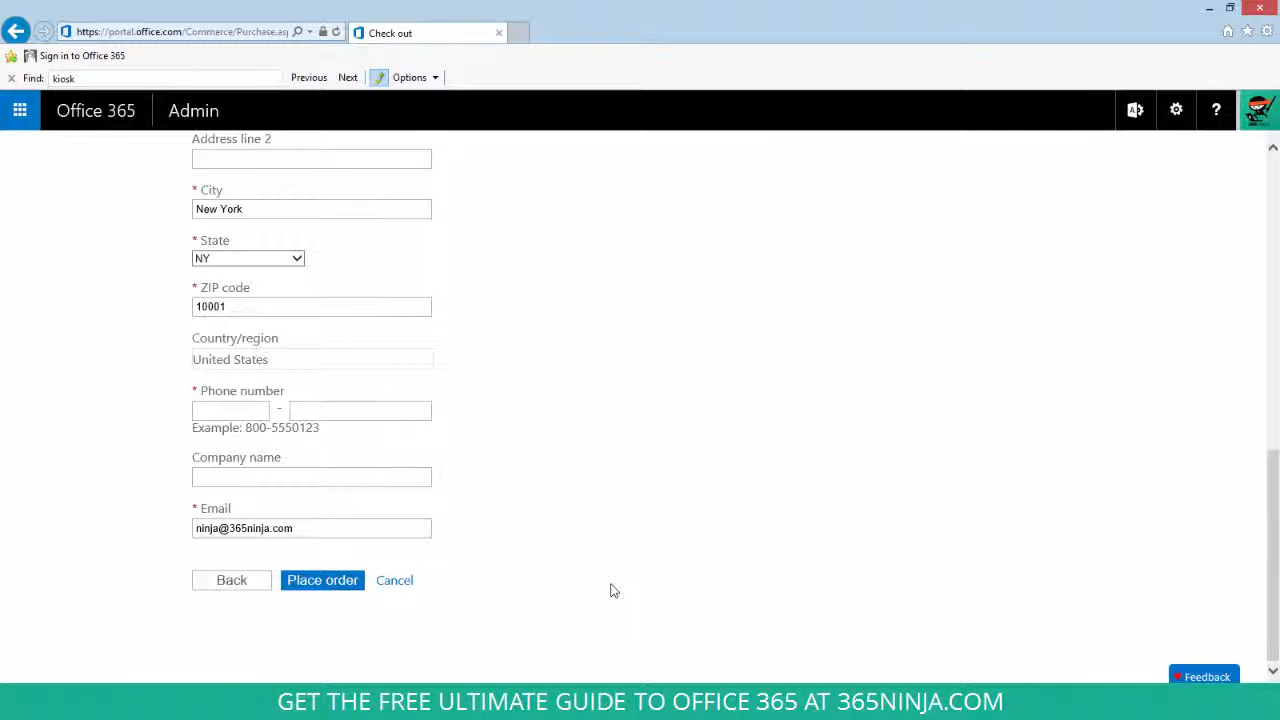 https://portal.office.com/Commerce/Purchase.as
Check out
Sign in to Office 365
Find: kiosk Previous Next Options
Office 365 Admin
Address line 2
* City
New York
* State
NY
* ZIP code
10001
Country/region
United States
* Phone number
-
Example: 800-5550123
Company name
* Email
ninja@365ninja.com
Back Place order Cancel
Feedback
GET THE FREE ULTIMATE GUIDE TO OFFICE 365 AT 365NINJA.COM